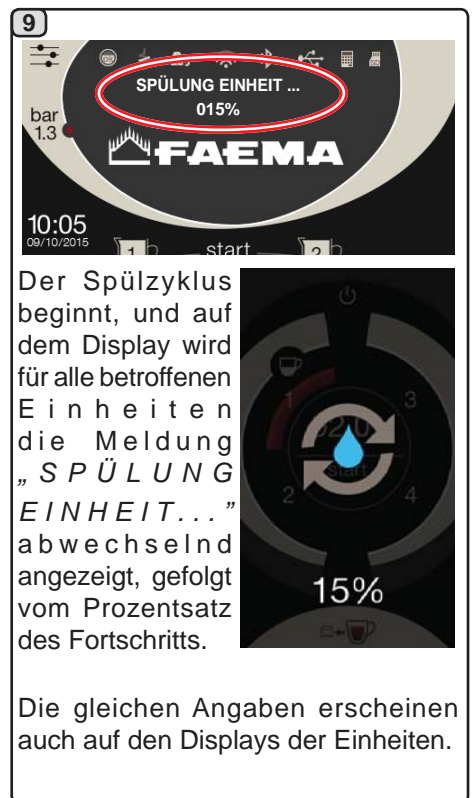 9
SPÜLUNG EINHEIT ...
015%
bar
1.3
FAEMA
10:05
09/10/2015
1 start 2
Der Spülzyklus
beginnt, und auf
dem Display wird
für alle betroffenen
Einheiten
die Meldung
„SPÜLUNG
EINHEIT..."
abwechselnd
angezeigt, gefolgt
vom Prozentsatz
des Fortschritts.
1
3
start
2
4
15%
Die gleichen Angaben erscheinen
auch auf den Displays der Einheiten.